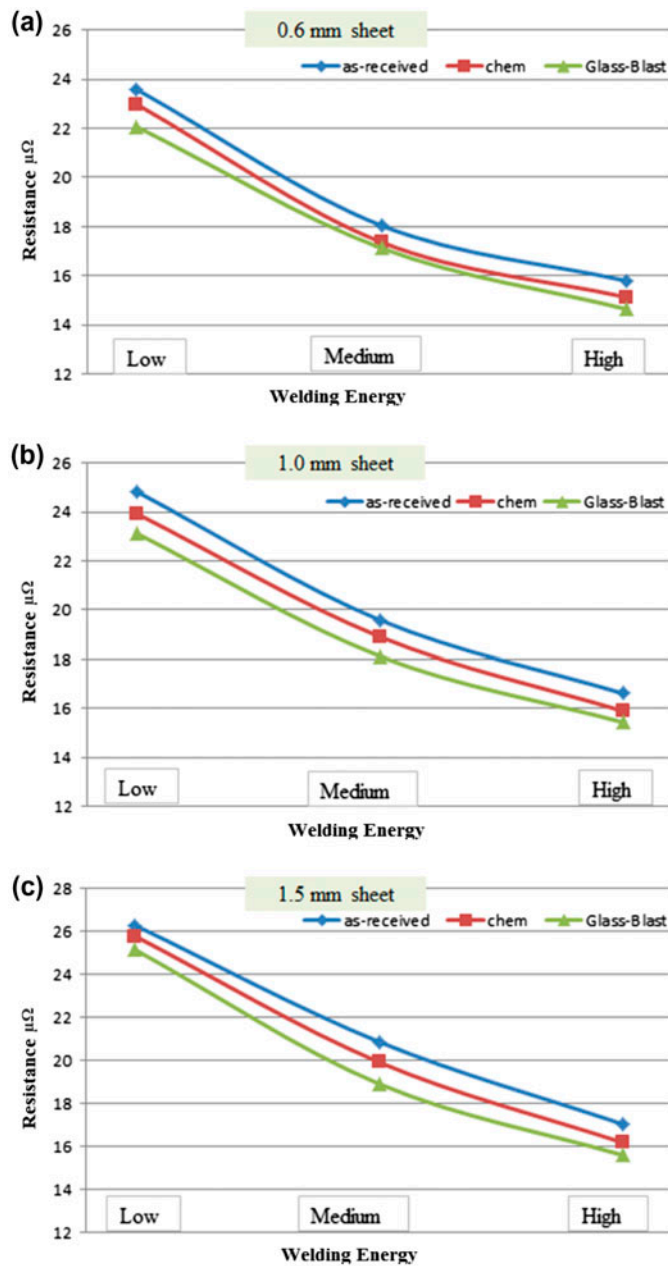 (a)
0.6 mm sheet
as-received chem Glass-Blast
26
24
22
20
18
16
14
12
Resistance μΩ
Low Medium High
Welding Energy
(b)
1.0 mm sheet
as-received chem Glass-Blast
26
24
22
20
18
16
14
12
Resistance μΩ
Low Medium High
Welding Energy
(c)
1.5 mm sheet
as-received chem Glass-Blast
28
26
24
22
20
18
16
14
12
Resistance μΩ
Low Medium High
Welding Energy